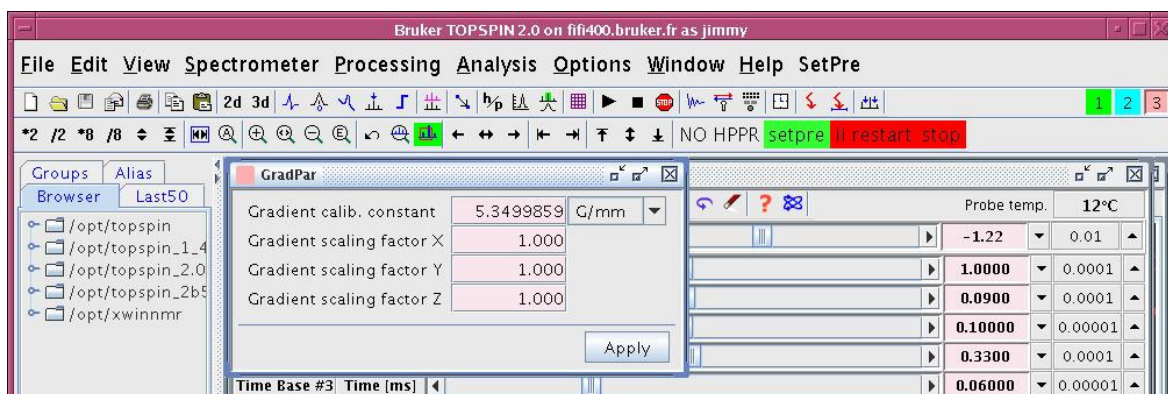 Bruker TOPSPIN 2.0 on fifi400.bruker.fr as jimmy
File Edit View Spectrometer Processing Analysis Options Window Help SetPre
2d 3d 1 2 3
*2 /2 *8 /8 NO HPPR setpre ii restart stop
Groups Alias
Browser Last50
/opt/topspin
/opt/topspin_1_4
/opt/topspin_2.0
/opt/topspin_2b5
/opt/xwinnmr
GradPar
Gradient calib. constant 5.3499859 G/mm
Gradient scaling factor X 1.000
Gradient scaling factor Y 1.000
Gradient scaling factor Z 1.000
Apply
Probe temp. 12°C
-1.22 0.01
1.0000 0.0001
0.0900 0.0001
0.10000 0.00001
0.3300 0.0001
Time Base #3 Time [ms] 0.06000 0.00001